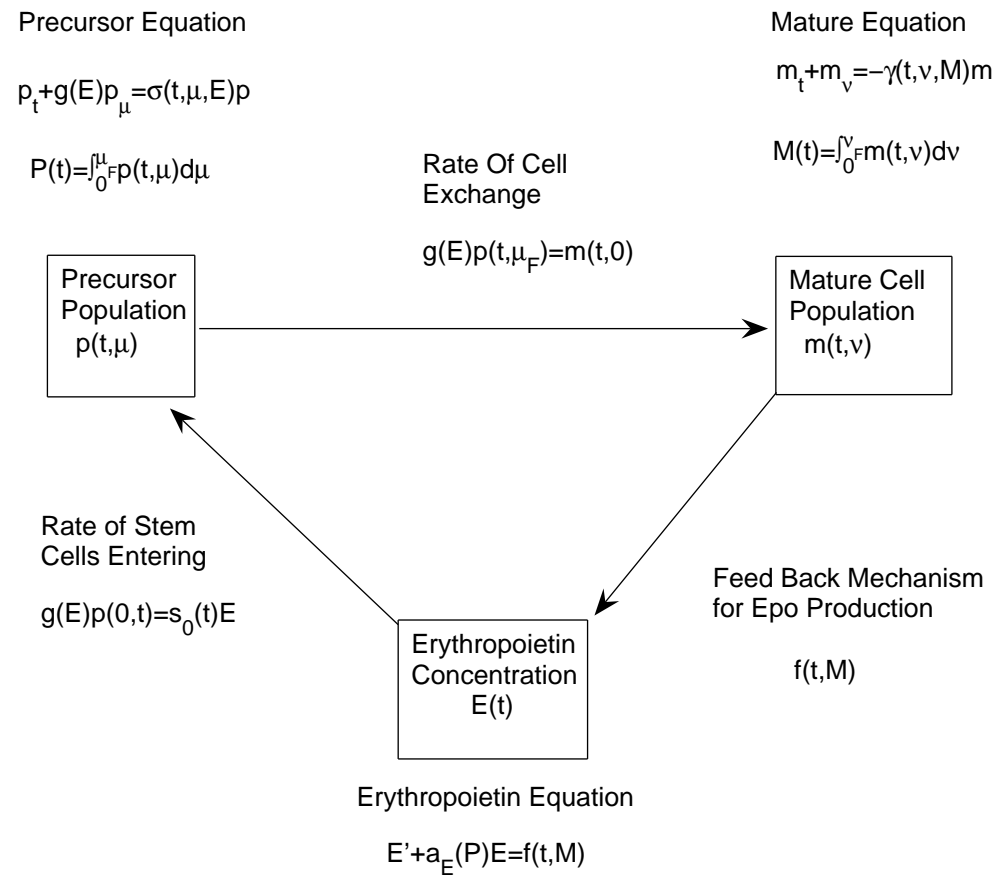 Precursor Equation
p_t+g(E)p_μ=σ(t,μ,E)p
P(t)=∫_0^μ_F p(t,μ)dμ
Mature Equation
m_t+m_ν=−γ(t,ν,M)m
M(t)=∫_0^ν_F m(t,ν)dν
Rate Of Cell
Exchange
g(E)p(t,μ_F)=m(t,0)
Precursor
Population
p(t,μ)
Mature Cell
Population
m(t,ν)
Rate of Stem
Cells Entering
g(E)p(0,t)=s_0(t)E
Feed Back Mechanism
for Epo Production
f(t,M)
Erythropoietin
Concentration
E(t)
Erythropoietin Equation
E'+a_E(P)E=f(t,M)